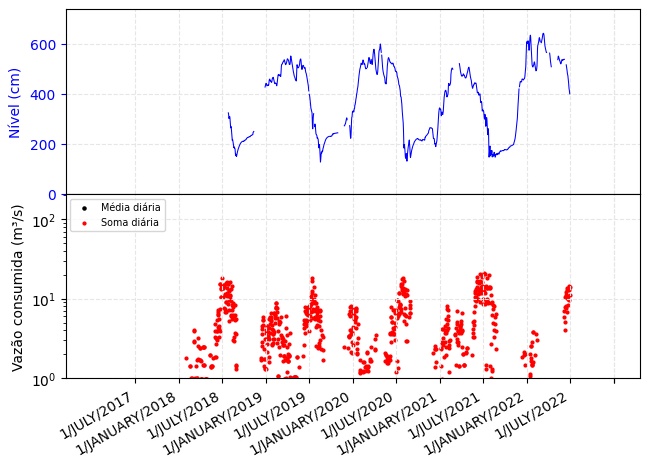 Nivel (cm)
600
400
200
0
Vazão consumida (m³/s)
10²
10¹
10⁰
Média diária
Soma diária
1/JULY/2017
1/JANUARY/2018
1/JULY/2018
1/JANUARY/2019
1/JULY/2019
1/JANUARY/2020
1/JULY/2020
1/JANUARY/2021
1/JULY/2021
1/JANUARY/2022
1/JULY/2022